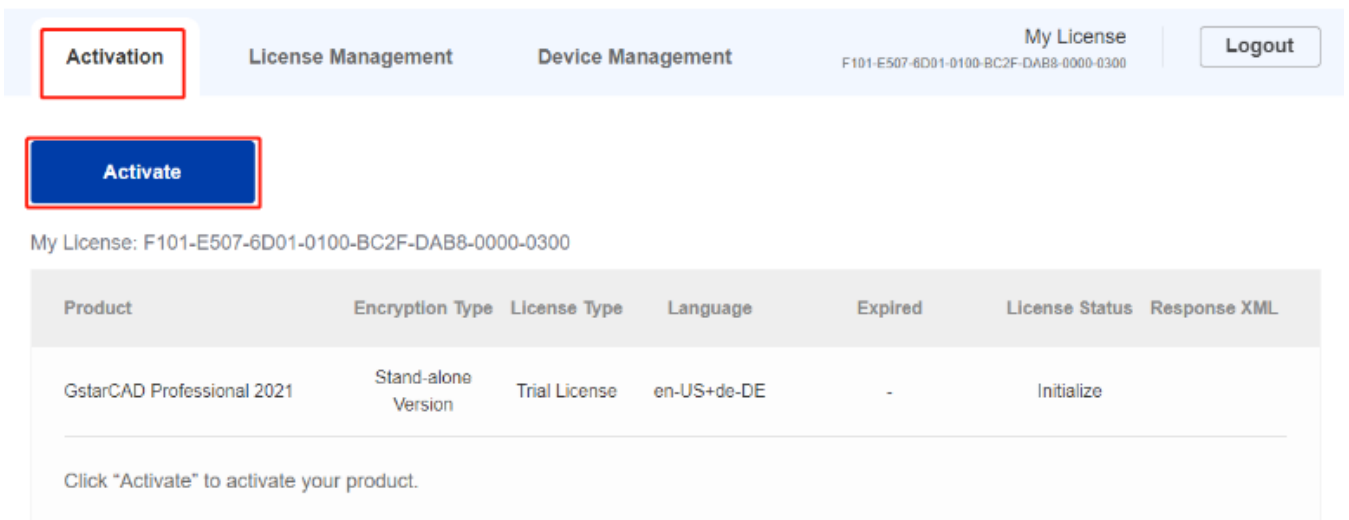 Activation License Management Device Management My License Logout
F101-E507-6D01-0100-BC2F-DAB8-0000-0300
Activate
My License: F101-E507-6D01-0100-BC2F-DAB8-0000-0300
Product Encryption Type License Type Language Expired License Status Response XML
GstarCAD Professional 2021 Stand-alone Version Trial License en-US+de-DE - Initialize
Click “Activate” to activate your product.